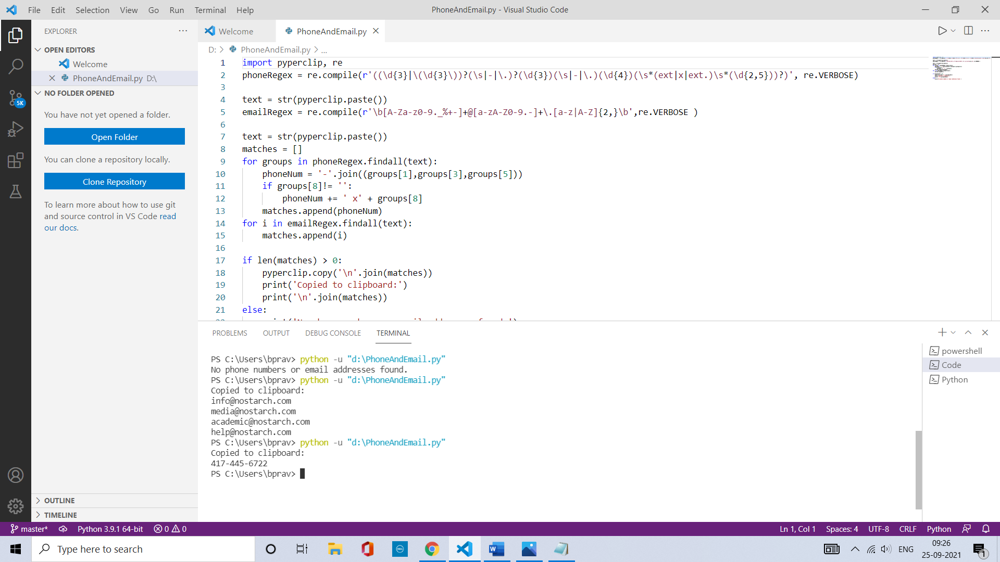 File Edit Selection View Go Run Terminal Help
PhoneAndEmail.py - Visual Studio Code
EXPLORER
OPEN EDITORS
Welcome
PhoneAndEmail.py D:\
NO FOLDER OPENED
You have not yet opened a folder.
Open Folder
You can clone a repository locally.
Clone Repository
To learn more about how to use git
and source control in VS Code read
our docs.
OUTLINE
TIMELINE
5K
Welcome
PhoneAndEmail.py
D: > PhoneAndEmail.py > ...
1 import pyperclip, re
2 phoneRegex = re.compile(r'((\d{3}|\(\d{3}\))?(\s|-|\.)?(\d{3})(\s|-|\.)(\d{4})(\s*(ext|x|ext.)\s*(\d{2,5}))?)', re.VERBOSE)
3
4 text = str(pyperclip.paste())
5 emailRegex = re.compile(r'\b[A-Za-z0-9._%+-]+@[a-zA-Z0-9.-]+\.[a-z|A-Z]{2,}\b',re.VERBOSE )
6
7 text = str(pyperclip.paste())
8 matches = []
9 for groups in phoneRegex.findall(text):
10 phoneNum = '-'.join((groups[1],groups[3],groups[5]))
11 if groups[8]!= '':
12 phoneNum += ' x' + groups[8]
13 matches.append(phoneNum)
14 for i in emailRegex.findall(text):
15 matches.append(i)
16
17 if len(matches) > 0:
18 pyperclip.copy('\n'.join(matches))
19 print('Copied to clipboard:')
20 print('\n'.join(matches))
21 else:
PROBLEMS OUTPUT DEBUG CONSOLE TERMINAL
PS C:\Users\bprav> python -u "d:\PhoneAndEmail.py"
No phone numbers or email addresses found.
PS C:\Users\bprav> python -u "d:\PhoneAndEmail.py"
Copied to clipboard:
info@nostarch.com
media@nostarch.com
academic@nostarch.com
help@nostarch.com
PS C:\Users\bprav> python -u "d:\PhoneAndEmail.py"
Copied to clipboard:
417-445-6722
PS C:\Users\bprav>
powershell
Code
Python
master* Python 3.9.1 64-bit 0 0
Ln 1, Col 1 Spaces: 4 UTF-8 CRLF Python
Type here to search
DELL
ENG
09:26
25-09-2021
1